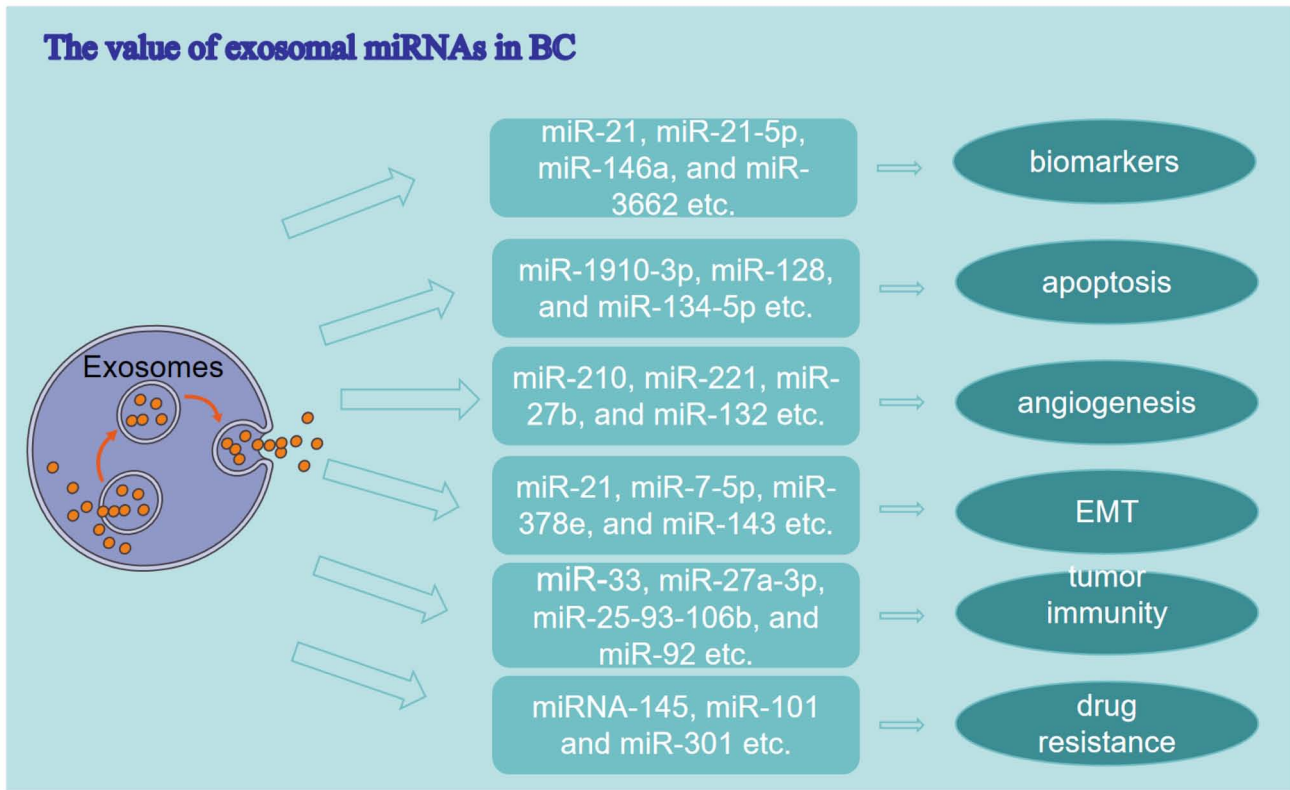 The value of exosomal miRNAs in BC
miR-21, miR-21-5p,
miR-146a, and miR-
3662 etc.
biomarkers
miR-1910-3p, miR-128,
and miR-134-5p etc.
apoptosis
Exosomes
miR-210, miR-221, miR-
27b, and miR-132 etc.
angiogenesis
miR-21, miR-7-5p, miR-
378e, and miR-143 etc.
EMT
miR-33, miR-27a-3p,
miR-25-93-106b, and
miR-92 etc.
tumor
immunity
miRNA-145, miR-101
and miR-301 etc.
drug
resistance